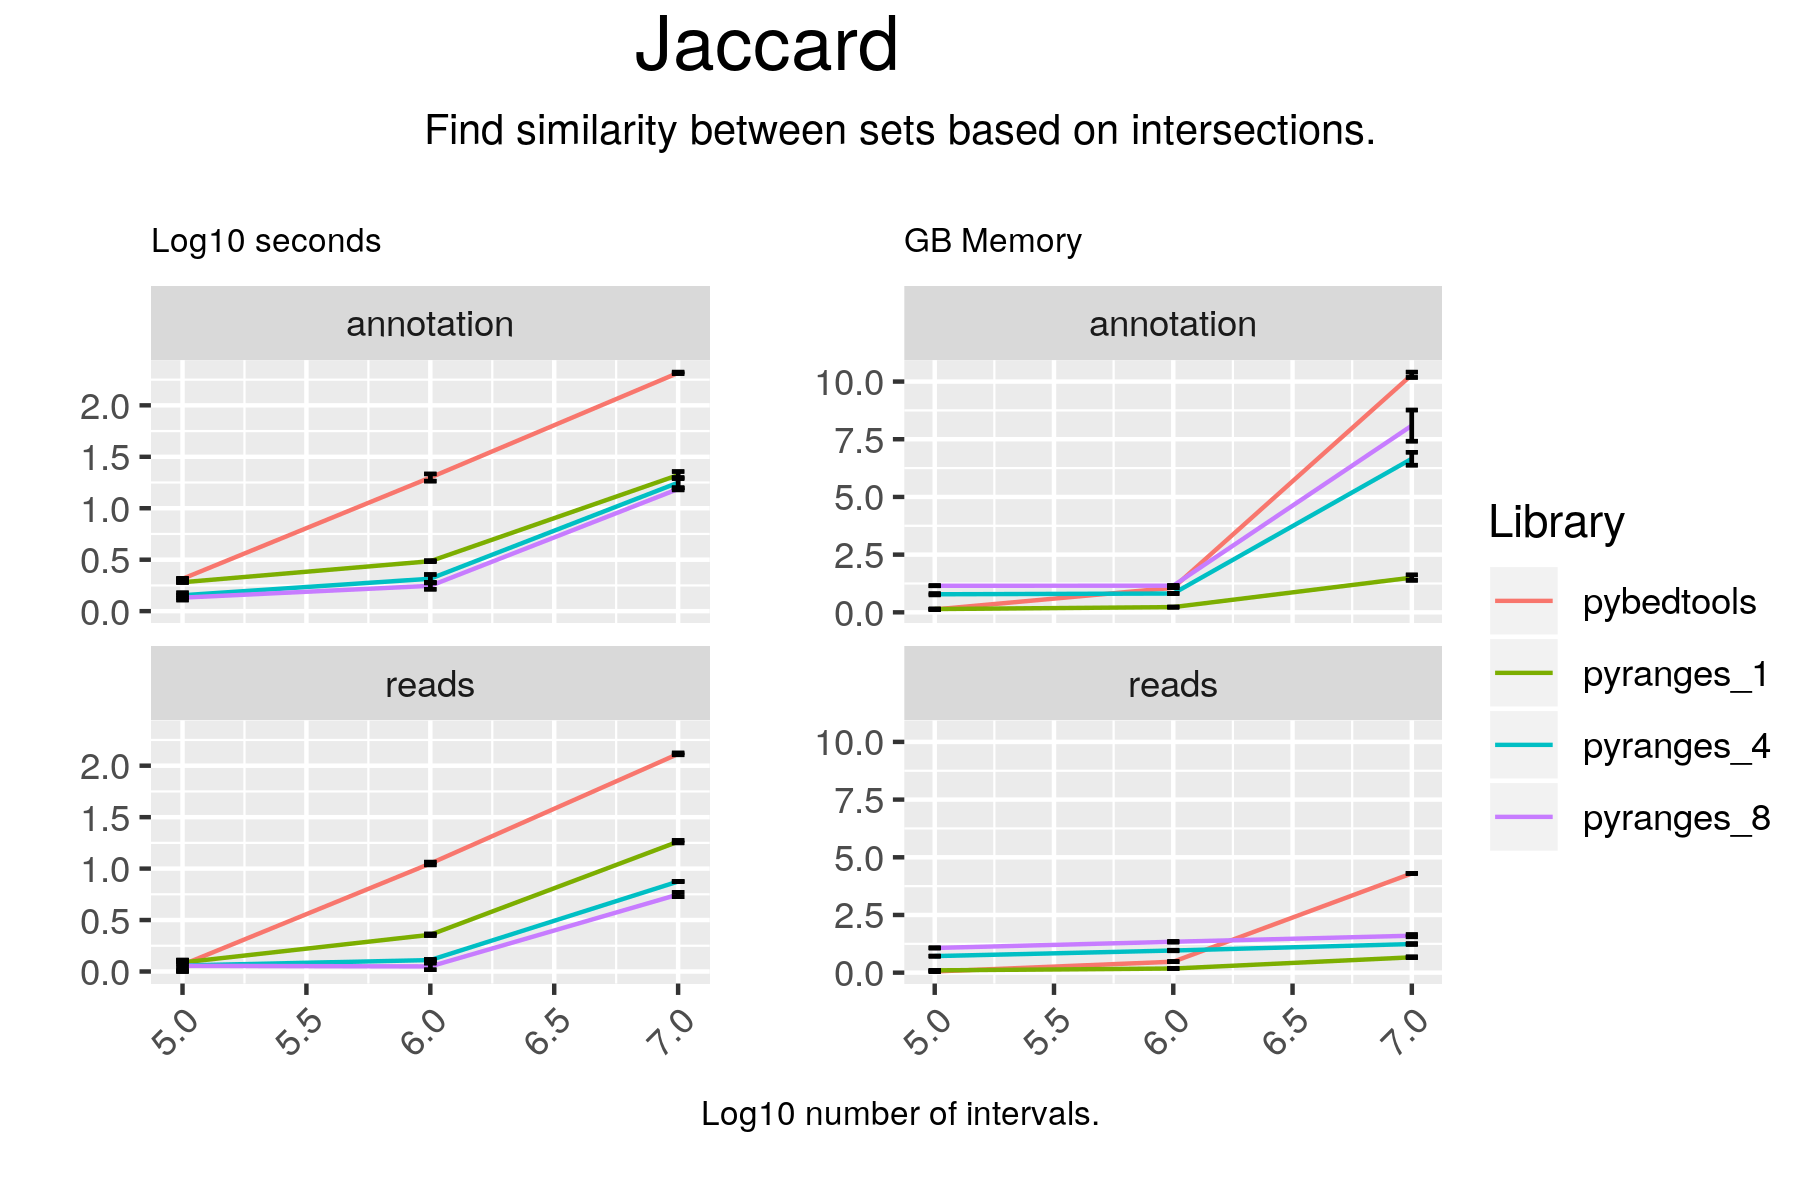 Jaccard
Find similarity between sets based on intersections.
Log10 seconds
GB Memory
annotation
annotation
2.0
1.5
1.0
0.5
0.0
10.0
7.5
5.0
2.5
0.0
reads
reads
2.0
1.5
1.0
0.5
0.0
10.0
7.5
5.0
2.5
0.0
5.0 5.5 6.0 6.5 7.0
5.0 5.5 6.0 6.5 7.0
Log10 number of intervals.
Library
pybedtools
pyranges_1
pyranges_4
pyranges_8